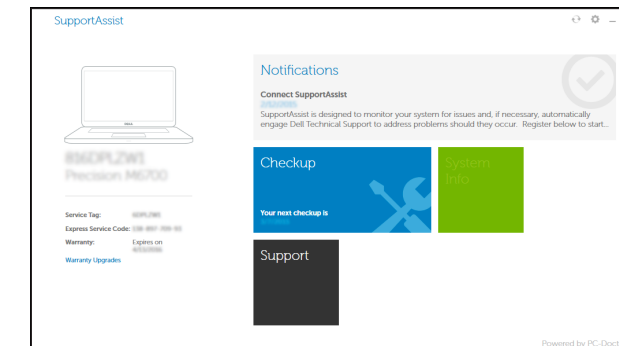 SupportAssist
DELL
Precision M6700
Service Tag:
Express Service Code:
Warranty: Expires on
Warranty Upgrades
Notifications
Connect SupportAssist
SupportAssist is designed to monitor your system for issues and, if necessary, automatically
engage Dell Technical Support to address problems should they occur. Register below to start...
Checkup
Your next checkup is
System
Info
Support
Powered by PC-Doct